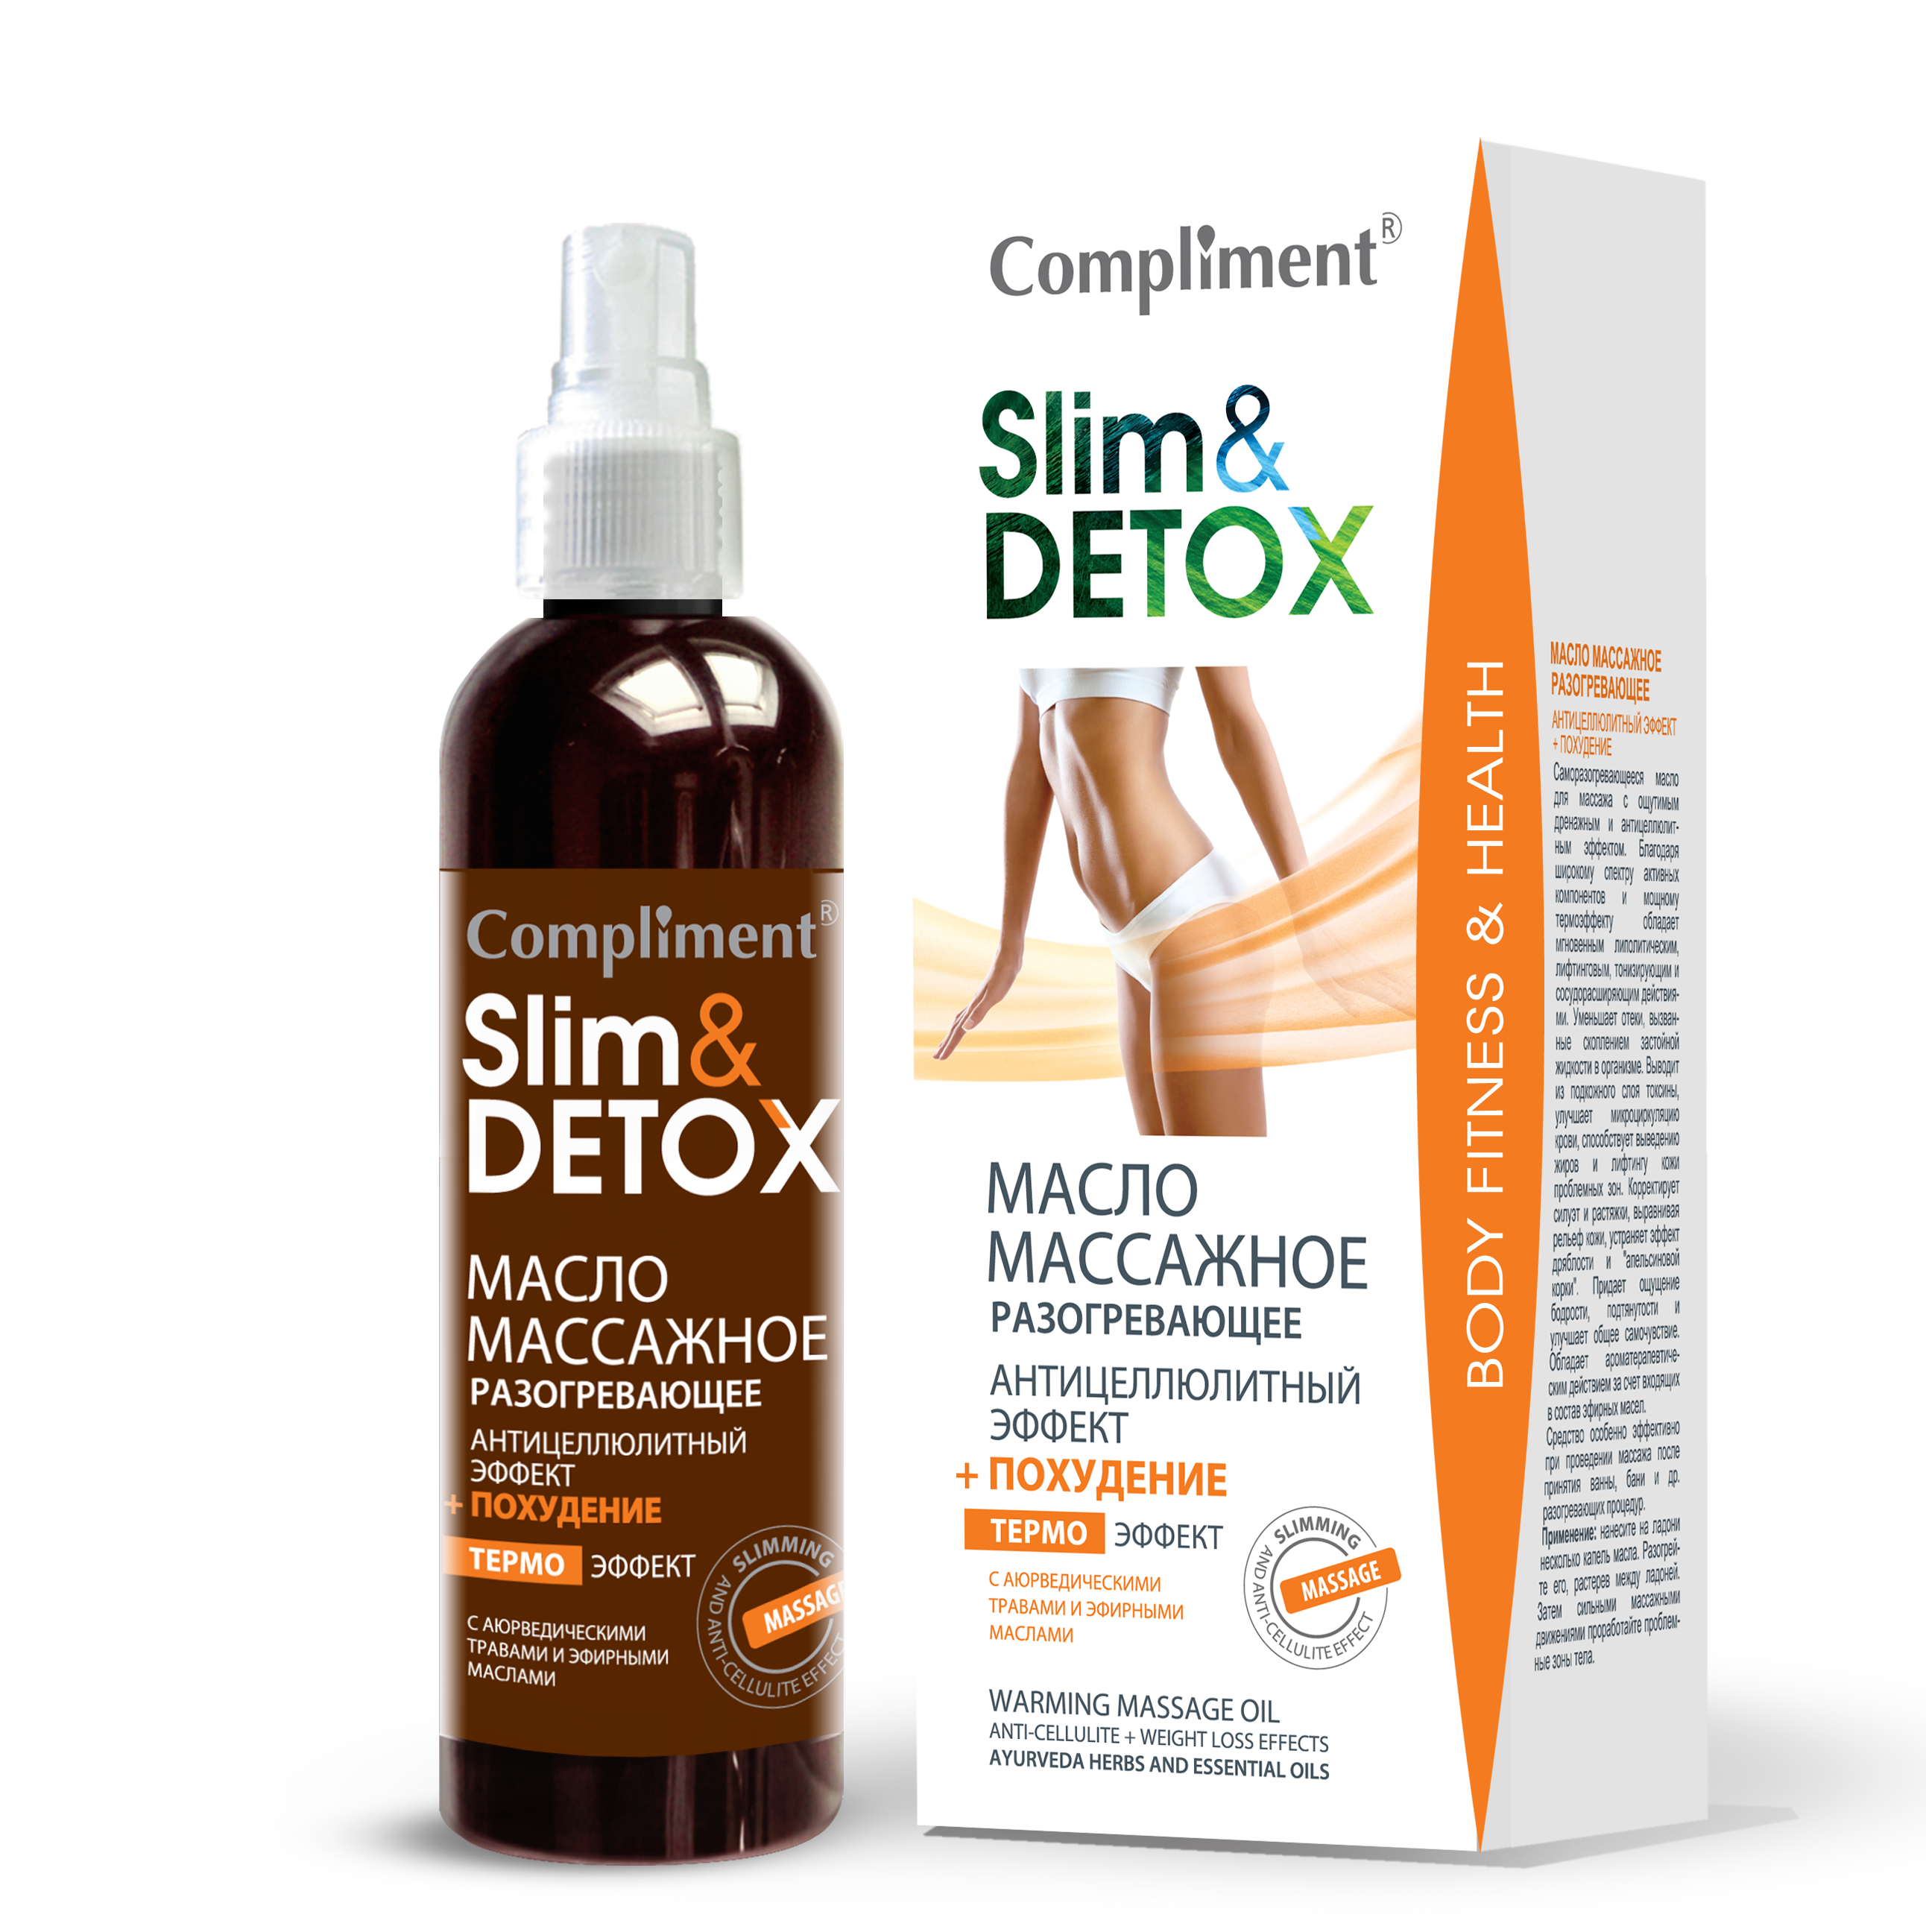 Compliment®
Slim&
DETOX
МАСЛО
МАССАЖНОЕ
РАЗОГРЕВАЮЩЕЕ
АНТИЦЕЛЛЮЛИТНЫЙ
ЭФФЕКТ
+ ПОХУДЕНИЕ
ТЕРМО ЭФФЕКТ
С АЮРВЕДИЧЕСКИМИ
ТРАВАМИ И ЭФИРНЫМИ
МАСЛАМИ
SLIMMING
MASSAGE
AND ANTI-CELLULITE EFFECT
Compliment®
Slim&
DETOX
МАСЛО
МАССАЖНОЕ
РАЗОГРЕВАЮЩЕЕ
АНТИЦЕЛЛЮЛИТНЫЙ
ЭФФЕКТ
+ ПОХУДЕНИЕ
ТЕРМО ЭФФЕКТ
С АЮРВЕДИЧЕСКИМИ
ТРАВАМИ И ЭФИРНЫМИ
МАСЛАМИ
SLIMMING
MASSAGE
AND ANTI-CELLULITE EFFECT
WARMING MASSAGE OIL
ANTI-CELLULITE + WEIGHT LOSS EFFECTS
AYURVEDA HERBS AND ESSENTIAL OILS
BODY FITNESS & HEALTH
МАСЛО МАССАЖНОЕ
РАЗОГРЕВАЮЩЕЕ
АНТИЦЕЛЛЮЛИТНЫЙ ЭФФЕКТ
+ ПОХУДЕНИЕ
Саморазогревающееся масло
для массажа с ощутимым
дренажным и антицеллюлит-
ным эффектом. Благодаря
широкому спектру активных
компонентов и мощному
термоэффекту обладает
мгновенным липолитическим,
лифтинговым, тонизирующим и
сосудорасширяющим действия-
ми. Уменьшает отеки, вызван-
ные скоплением застойной
жидкости в организме. Выводит
из подкожного слоя токсины,
улучшает микроциркуляцию
крови, способствует выведению
жиров и лифтингу кожи
проблемных зон. Корректирует
силуэт и растяжки, выравнивая
рельеф кожи, устраняет эффект
дряблости и "апельсиновой
корки". Придает ощущение
бодрости, подтянутости и
улучшает общее самочувствие.
Обладает ароматерапевтиче-
ским действием за счет входящих
в состав эфирных масел.
Средство особенно эффективно
при проведении массажа после
принятия ванны, бани и др.
разогревающих процедур.
Применение: нанесите на ладони
несколько капель масла. Разогрей-
те его, растерев между ладоней.
Затем сильными массажными
движениями проработайте проблем-
ные зоны тела.